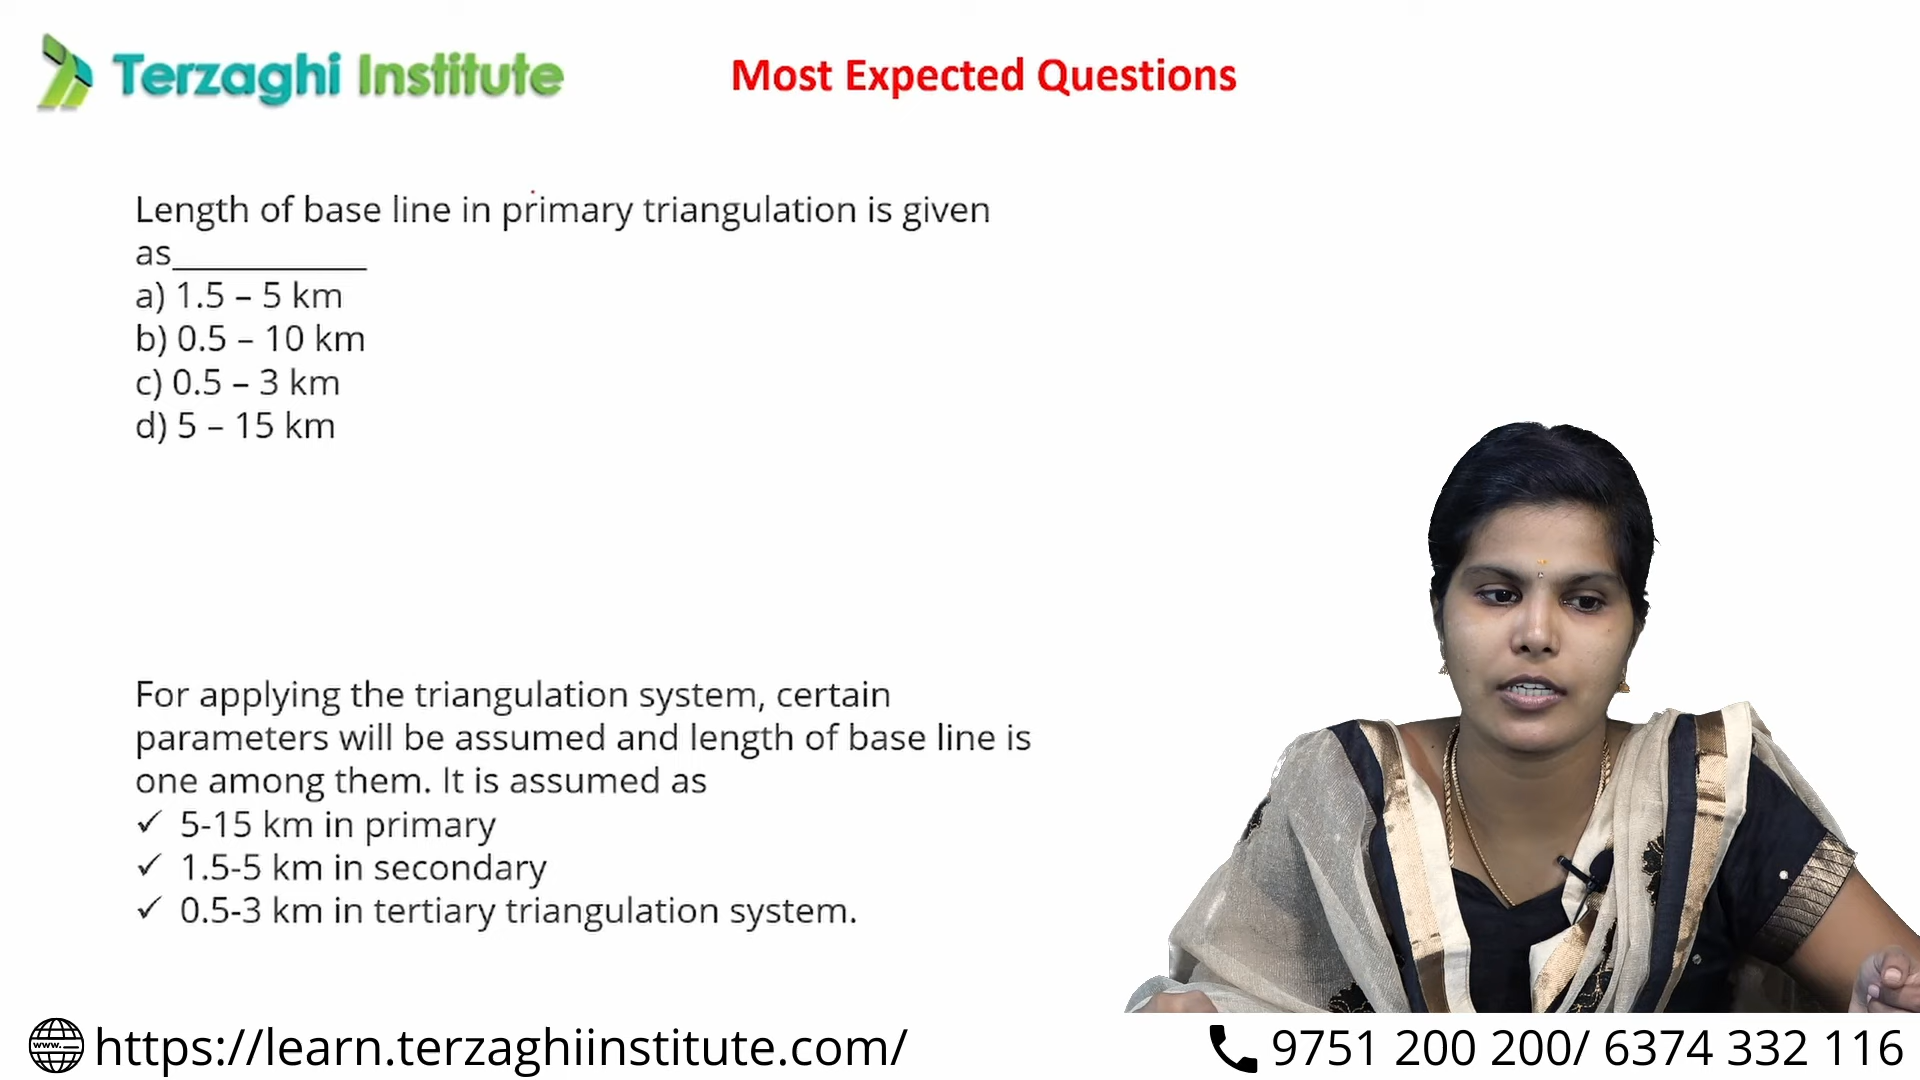 Terzaghi Institute
Most Expected Questions
Length of base line in primary triangulation is given
as___________
a) 1.5 – 5 km
b) 0.5 – 10 km
c) 0.5 – 3 km
d) 5 – 15 km
For applying the triangulation system, certain
parameters will be assumed and length of base line is
one among them. It is assumed as
✓ 5-15 km in primary
✓ 1.5-5 km in secondary
✓ 0.5-3 km in tertiary triangulation system.
www. https://learn.terzaghiinstitute.com/
9751 200 200/ 6374 332 116